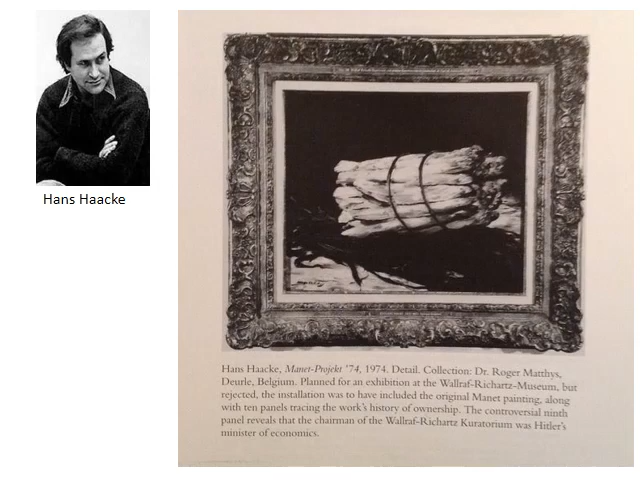 Hans Haacke
Hans Haacke, Manet-Projekt '74, 1974. Detail. Collection: Dr. Roger Matthys,
Deurle, Belgium. Planned for an exhibition at the Wallraf-Richartz-Museum, but
rejected, the installation was to have included the original Manet painting, along
with ten panels tracing the work's history of ownership. The controversial ninth
panel reveals that the chairman of the Wallraf-Richartz Kuratorium was Hitler's
minister of economics.